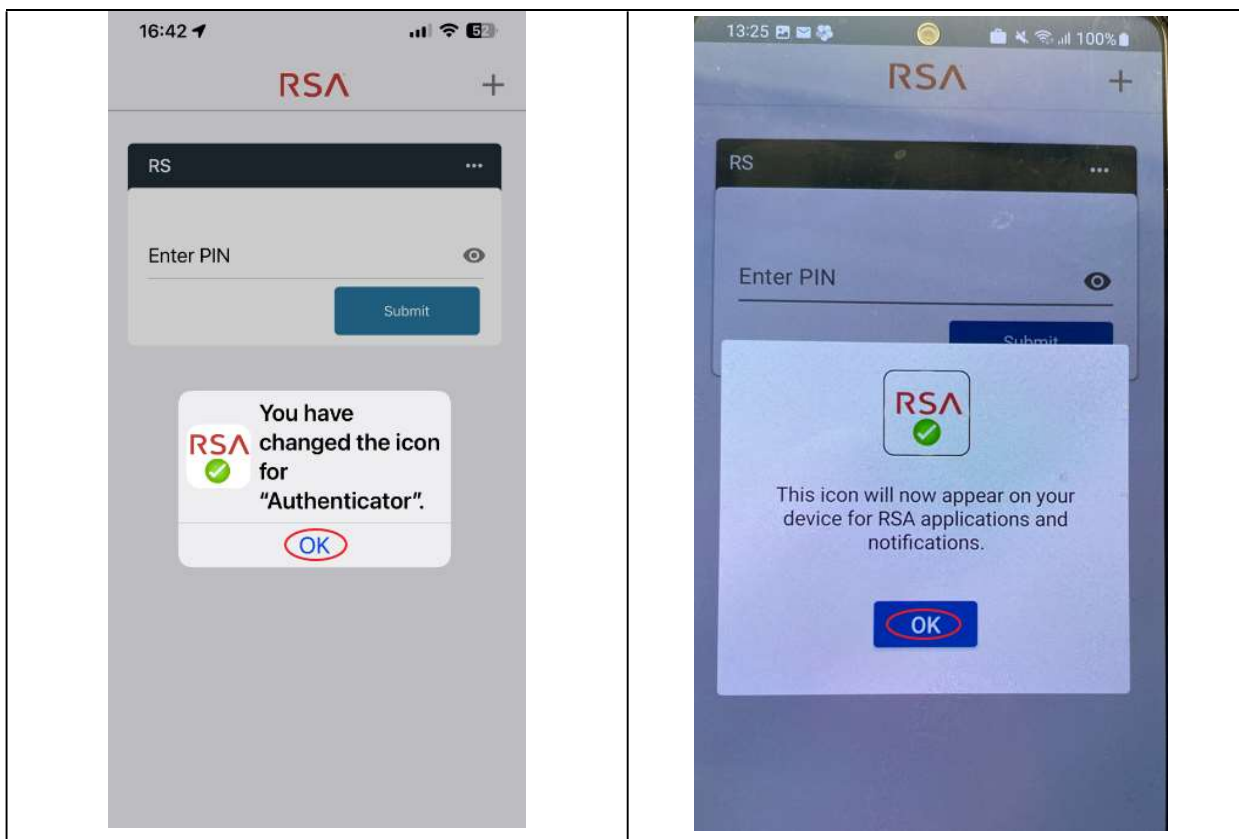 16:42
52
RSA
RS
Enter PIN
Submit
RSA
You have
changed the icon
for
"Authenticator".
OK
13:25
100%
RSA
RS
Enter PIN
Submit
RSA
This icon will now appear on your
device for RSA applications and
notifications.
OK